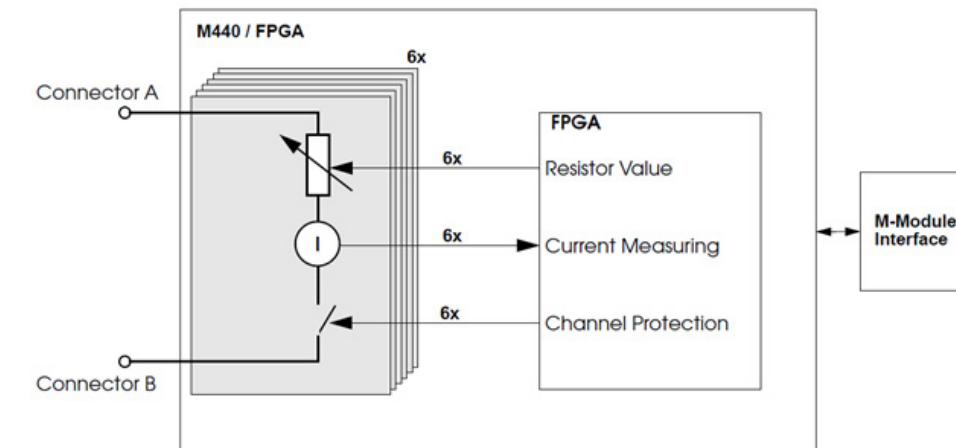 M440 / FPGA
6x
Connector A
FPGA
6x
Resistor Value
M-Module
Interface
I
6x
Current Measuring
6x
Channel Protection
Connector B